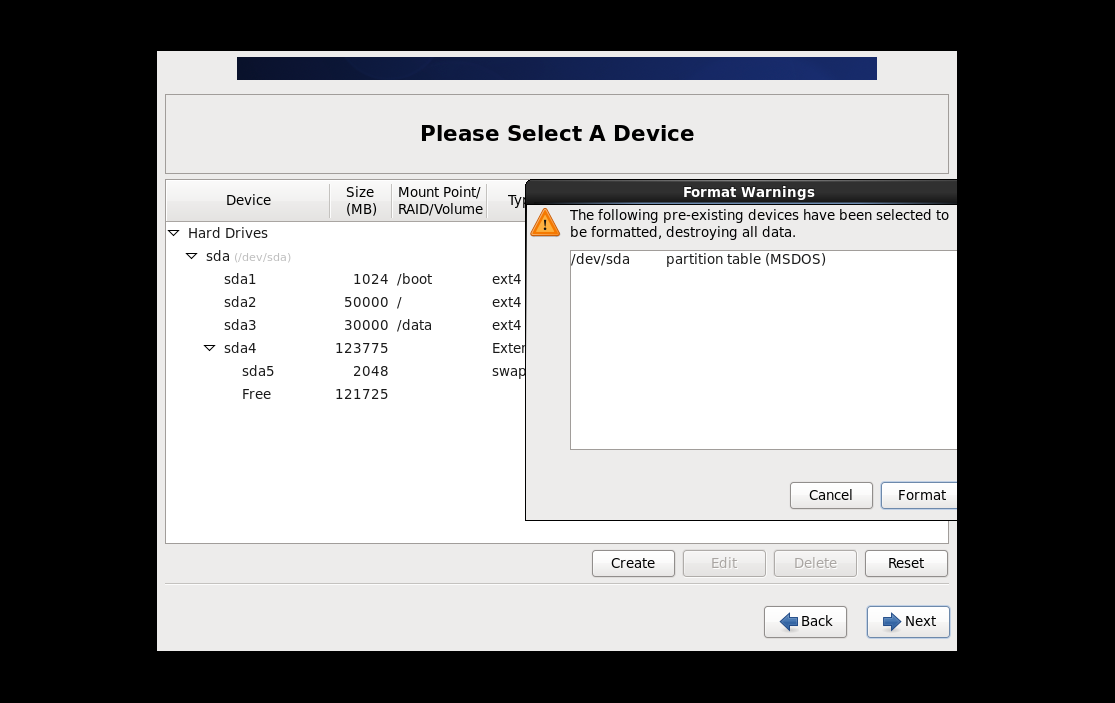 Please Select A Device
Device
Size
(MB)
Mount Point/
RAID/Volume
Hard Drives
sda (/dev/sda)
sda1 1024 /boot ext4
sda2 50000 / ext4
sda3 30000 /data ext4
sda4 123775
sda5 2048 swap
Free 121725
Format Warnings
The following pre-existing devices have been selected to
be formatted, destroying all data.
/dev/sda partition table (MSDOS)
Cancel Format
Create Edit Delete Reset
Back Next